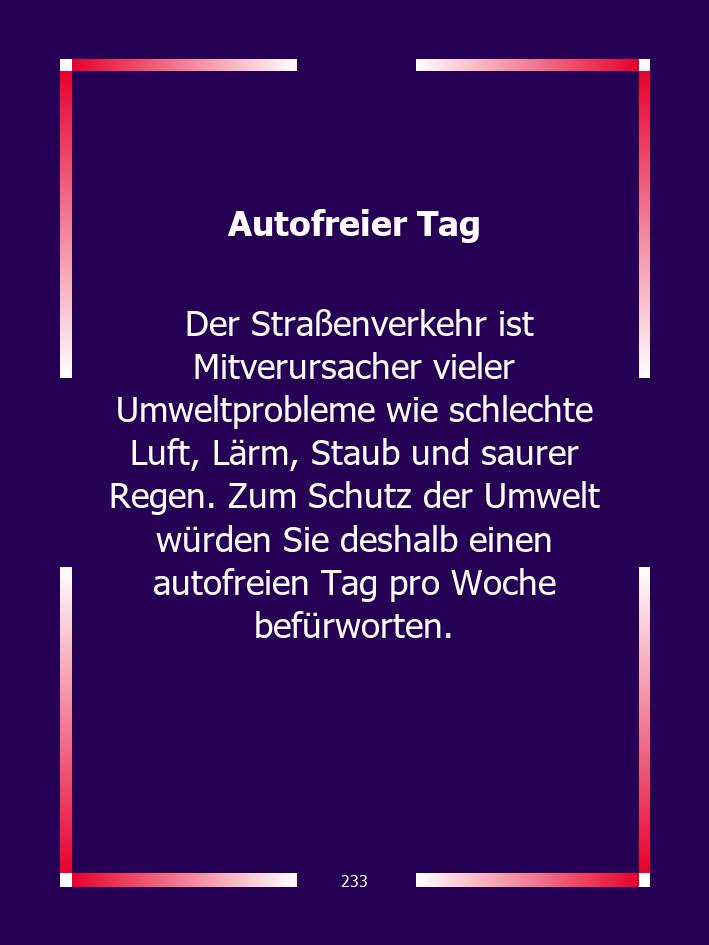 Autofreier Tag
Der Straßenverkehr ist
Mitverursacher vieler
Umweltprobleme wie schlechte
Luft, Lärm, Staub und saurer
Regen. Zum Schutz der Umwelt
würden Sie deshalb einen
autofreien Tag pro Woche
befürworten.
233